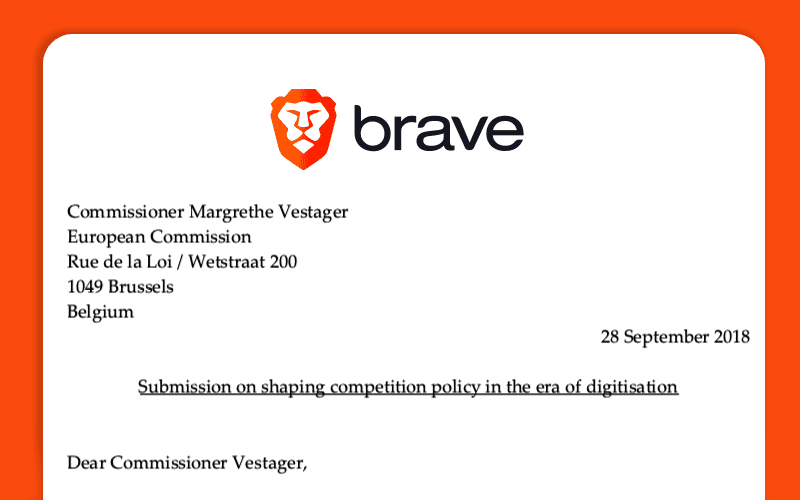 brave
Commissioner Margrethe Vestager
European Commission
Rue de la Loi / Wetstraat 200
1049 Brussels
Belgium
28 September 2018
Submission on shaping competition policy in the era of digitisation
Dear Commissioner Vestager,